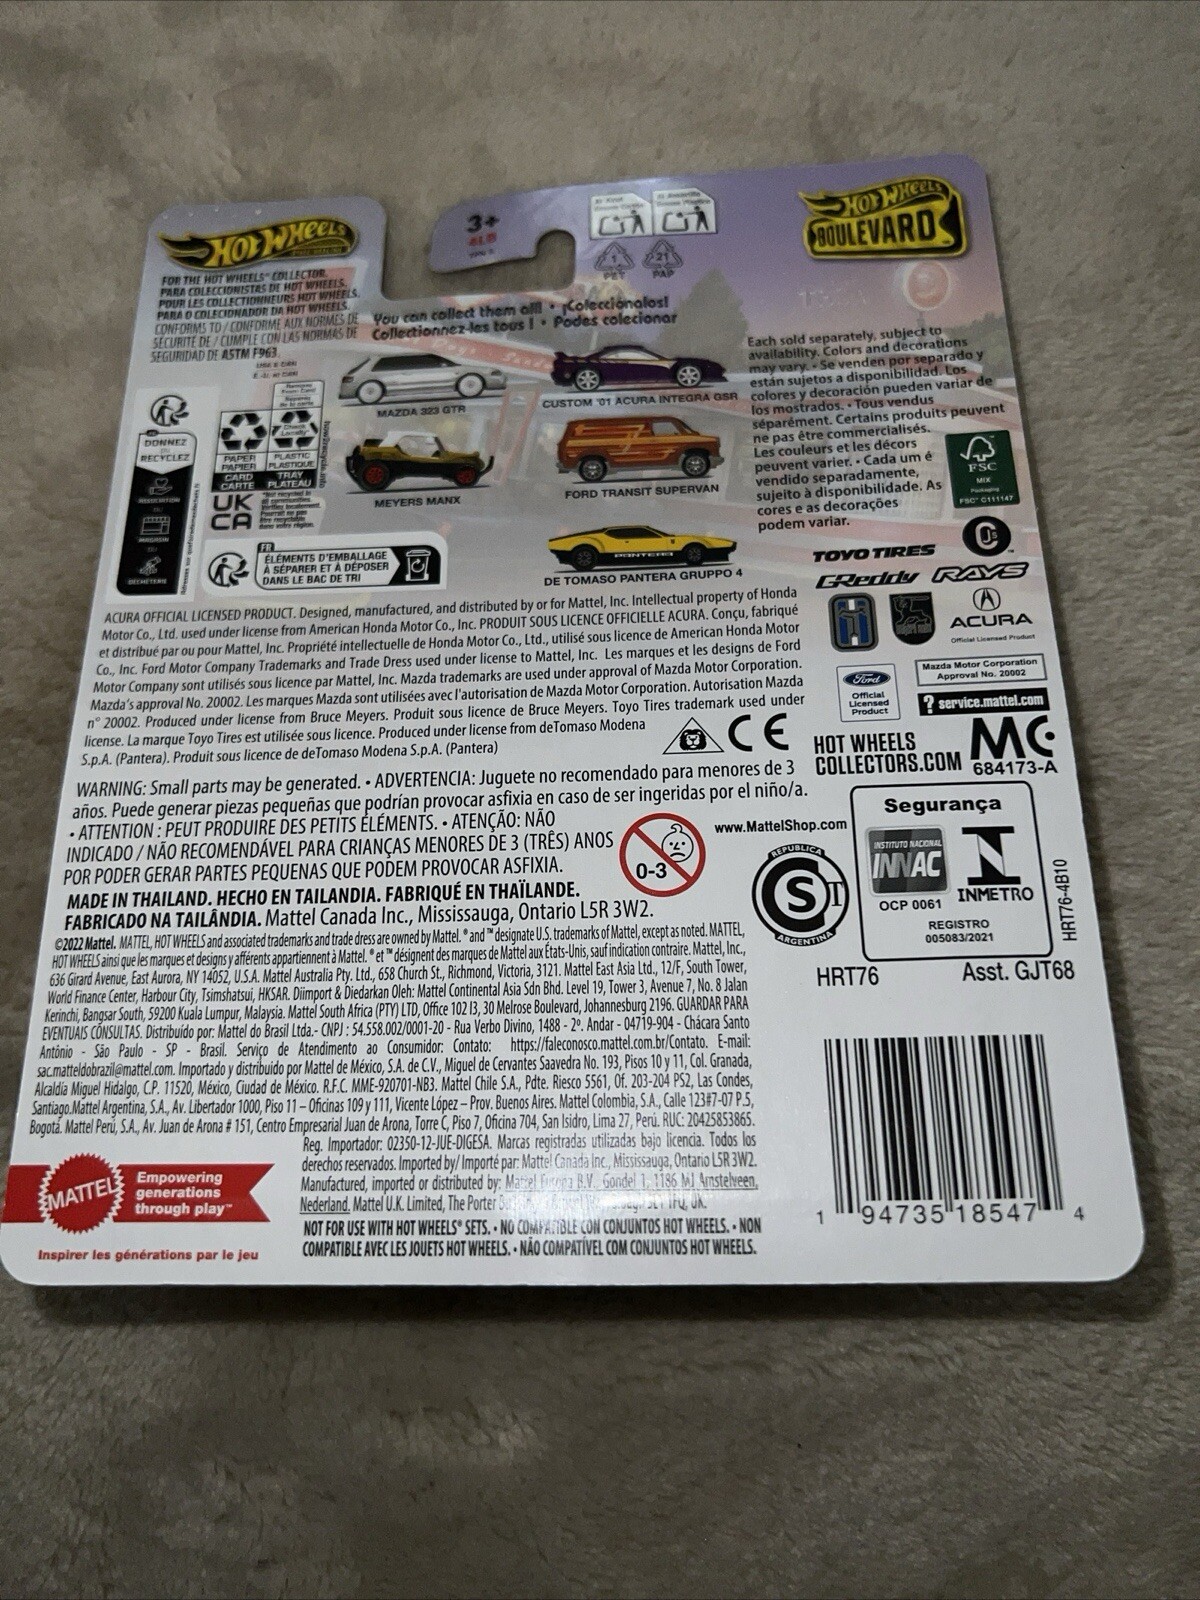 HOT WHEELS
3+
HOT WHEELS
BOULEVARD
1
PET
21
PAP
FOR THE HOT WHEELS™ COLLECTOR.
PARA COLECCIONISTAS DE HOT WHEELS.
POUR LES COLLECTIONNEURS HOT WHEELS.
PARA O COLECIONADOR DA HOT WHEELS.
CONFORMS TO / CONFORME AUX NORMES DE
SÉCURITÉ DE / CUMPLE CON LAS NORMAS DE
SEGURIDAD DE ASTM F963.
You can collect them all! • ¡Colecciónalos!
Collectionnez-les tous ! • Podes colecionar
MAZDA 323 GTR
CUSTOM '01 ACURA INTEGRA GSR
MEYERS MANX
FORD TRANSIT SUPERVAN
DE TOMASO PANTERA GRUPPO 4
PANTERA
Each sold separately, subject to
availability. Colors and decorations
may vary. • Se venden por separado y
están sujetos a disponibilidad. Los
colores y decoración pueden variar de
los mostrados. • Tous vendus
séparément. Certains produits peuvent
ne pas être commercialisés.
Les couleurs et les décors
peuvent varier. • Cada um é
vendido separadamente,
sujeito à disponibilidade. As
cores e as decorações
podem variar.
DONNEZ
RECYCLEZ
ASSOCIATION
MAGASIN
DÉCHÈTERIE
Check
Locally
PAPER
PAPIER
PLASTIC
PLASTIQUE
CARD
CARTE
TRAY
PLATEAU
UK
CA
FR
ÉLÉMENTS D'EMBALLAGE
À SÉPARER ET À DÉPOSER
DANS LE BAC DE TRI
FSC
MIX
Packaging
FSC® C111147
TOYO TIRES
GReddy RAYS
ACURA
Official Licensed Product
Ford
Official
Licensed
Product
Mazda Motor Corporation
Approval No. 20002
? service.mattel.com
ACURA OFFICIAL LICENSED PRODUCT. Designed, manufactured, and distributed by or for Mattel, Inc. Intellectual property of Honda
Motor Co., Ltd. used under license from American Honda Motor Co., Inc. PRODUIT SOUS LICENCE OFFICIELLE ACURA. Conçu, fabriqué
et distribué par ou pour Mattel, Inc. Propriété intellectuelle de Honda Motor Co., Ltd., utilisé sous licence de American Honda Motor
Co., Inc. Ford Motor Company Trademarks and Trade Dress used under license to Mattel, Inc. Les marques et les designs de Ford
Motor Company sont utilisés sous licence par Mattel, Inc. Mazda trademarks are used under approval of Mazda Motor Corporation.
Mazda's approval No. 20002. Les marques Mazda sont utilisées avec l'autorisation de Mazda Motor Corporation. Autorisation Mazda
n° 20002. Produced under license from Bruce Meyers. Produit sous licence de Bruce Meyers. Toyo Tires trademark used under
license. La marque Toyo Tires est utilisée sous licence. Produced under license from deTomaso Modena
S.p.A. (Pantera). Produit sous licence de deTomaso Modena S.p.A. (Pantera)
CE
HOT WHEELS
COLLECTORS.COM
MC
684173-A
WARNING: Small parts may be generated. • ADVERTENCIA: Juguete no recomendado para menores de 3
años. Puede generar piezas pequeñas que podrían provocar asfixia en caso de ser ingeridas por el niño/a.
• ATTENTION : PEUT PRODUIRE DES PETITS ÉLÉMENTS. • ATENÇÃO: NÃO
INDICADO / NÃO RECOMENDÁVEL PARA CRIANÇAS MENORES DE 3 (TRÊS) ANOS
POR PODER GERAR PARTES PEQUENAS QUE PODEM PROVOCAR ASFIXIA.
0-3
www.MattelShop.com
REPUBLICA
S
T
ARGENTINA
Segurança
INSTITUTO NACIONAL
INNAC
OCP 0061
INMETRO
REGISTRO
005083/2021
HRT76-4B10
MADE IN THAILAND. HECHO EN TAILANDIA. FABRIQUÉ EN THAÏLANDE.
FABRICADO NA TAILÂNDIA. Mattel Canada Inc., Mississauga, Ontario L5R 3W2.
HRT76
Asst. GJT68
©2022 Mattel. MATTEL, HOT WHEELS and associated trademarks and trade dress are owned by Mattel. ® and ™ designate U.S. trademarks of Mattel, except as noted. MATTEL,
HOT WHEELS ainsi que les marques et designs y afférents appartiennent à Mattel. ® et ™ désignent des marques de Mattel aux États-Unis, sauf indication contraire. Mattel, Inc.,
636 Girard Avenue, East Aurora, NY 14052, U.S.A. Mattel Australia Pty. Ltd., 658 Church St., Richmond, Victoria, 3121. Mattel East Asia Ltd., 12/F, South Tower,
World Finance Center, Harbour City, Tsimshatsui, HKSAR. Diimport & Diedarkan Oleh: Mattel Continental Asia Sdn Bhd. Level 19, Tower 3, Avenue 7, No. 8 Jalan
Kerinchi, Bangsar South, 59200 Kuala Lumpur, Malaysia. Mattel South Africa (PTY) LTD, Office 102 I3, 30 Melrose Boulevard, Johannesburg 2196. GUARDAR PARA
EVENTUAIS CONSULTAS. Distribuído por: Mattel do Brasil Ltda.- CNPJ : 54.558.002/0001-20 - Rua Verbo Divino, 1488 - 2º. Andar - 04719-904 - Chácara Santo
Antônio - São Paulo - SP - Brasil. Serviço de Atendimento ao Consumidor: Contato: https://faleconosco.mattel.com.br/Contato. E-mail:
sac.matteldobrazil@mattel.com. Importado y distribuido por Mattel de México, S.A. de C.V., Miguel de Cervantes Saavedra No. 193, Pisos 10 y 11, Col. Granada,
Alcaldía Miguel Hidalgo, C.P. 11520, México, Ciudad de México. R.F.C. MME-920701-NB3. Mattel Chile S.A., Pdte. Riesco 5561, Of. 203-204 PS2, Las Condes,
Santiago.Mattel Argentina, S.A., Av. Libertador 1000, Piso 11 – Oficinas 109 y 111, Vicente López – Prov. Buenos Aires. Mattel Colombia, S.A., Calle 123#7-07 P.5,
Bogotá. Mattel Perú, S.A., Av. Juan de Arona # 151, Centro Empresarial Juan de Arona, Torre C, Piso 7, Oficina 704, San Isidro, Lima 27, Perú. RUC: 20425853865.
Reg. Importador: 02350-12-JUE-DIGESA. Marcas registradas utilizadas bajo licencia. Todos los
derechos reservados. Imported by/ Importé par: Mattel Canada Inc., Mississauga, Ontario L5R 3W2.
Manufactured, imported or distributed by: Mattel Europa B.V., Gondel 1, 1186 MJ Amstelveen,
Nederland. Mattel U.K. Limited, The Porter SL1 1FQ, UK.
NOT FOR USE WITH HOT WHEELS® SETS. • NO COMPATIBLE CON CONJUNTOS HOT WHEELS. • NON
COMPATIBLE AVEC LES JOUETS HOT WHEELS. • NÃO COMPATÍVEL COM CONJUNTOS HOT WHEELS.
MATTEL
Empowering
generations
through play™
Inspirer les générations par le jeu
1 94735 18547 4